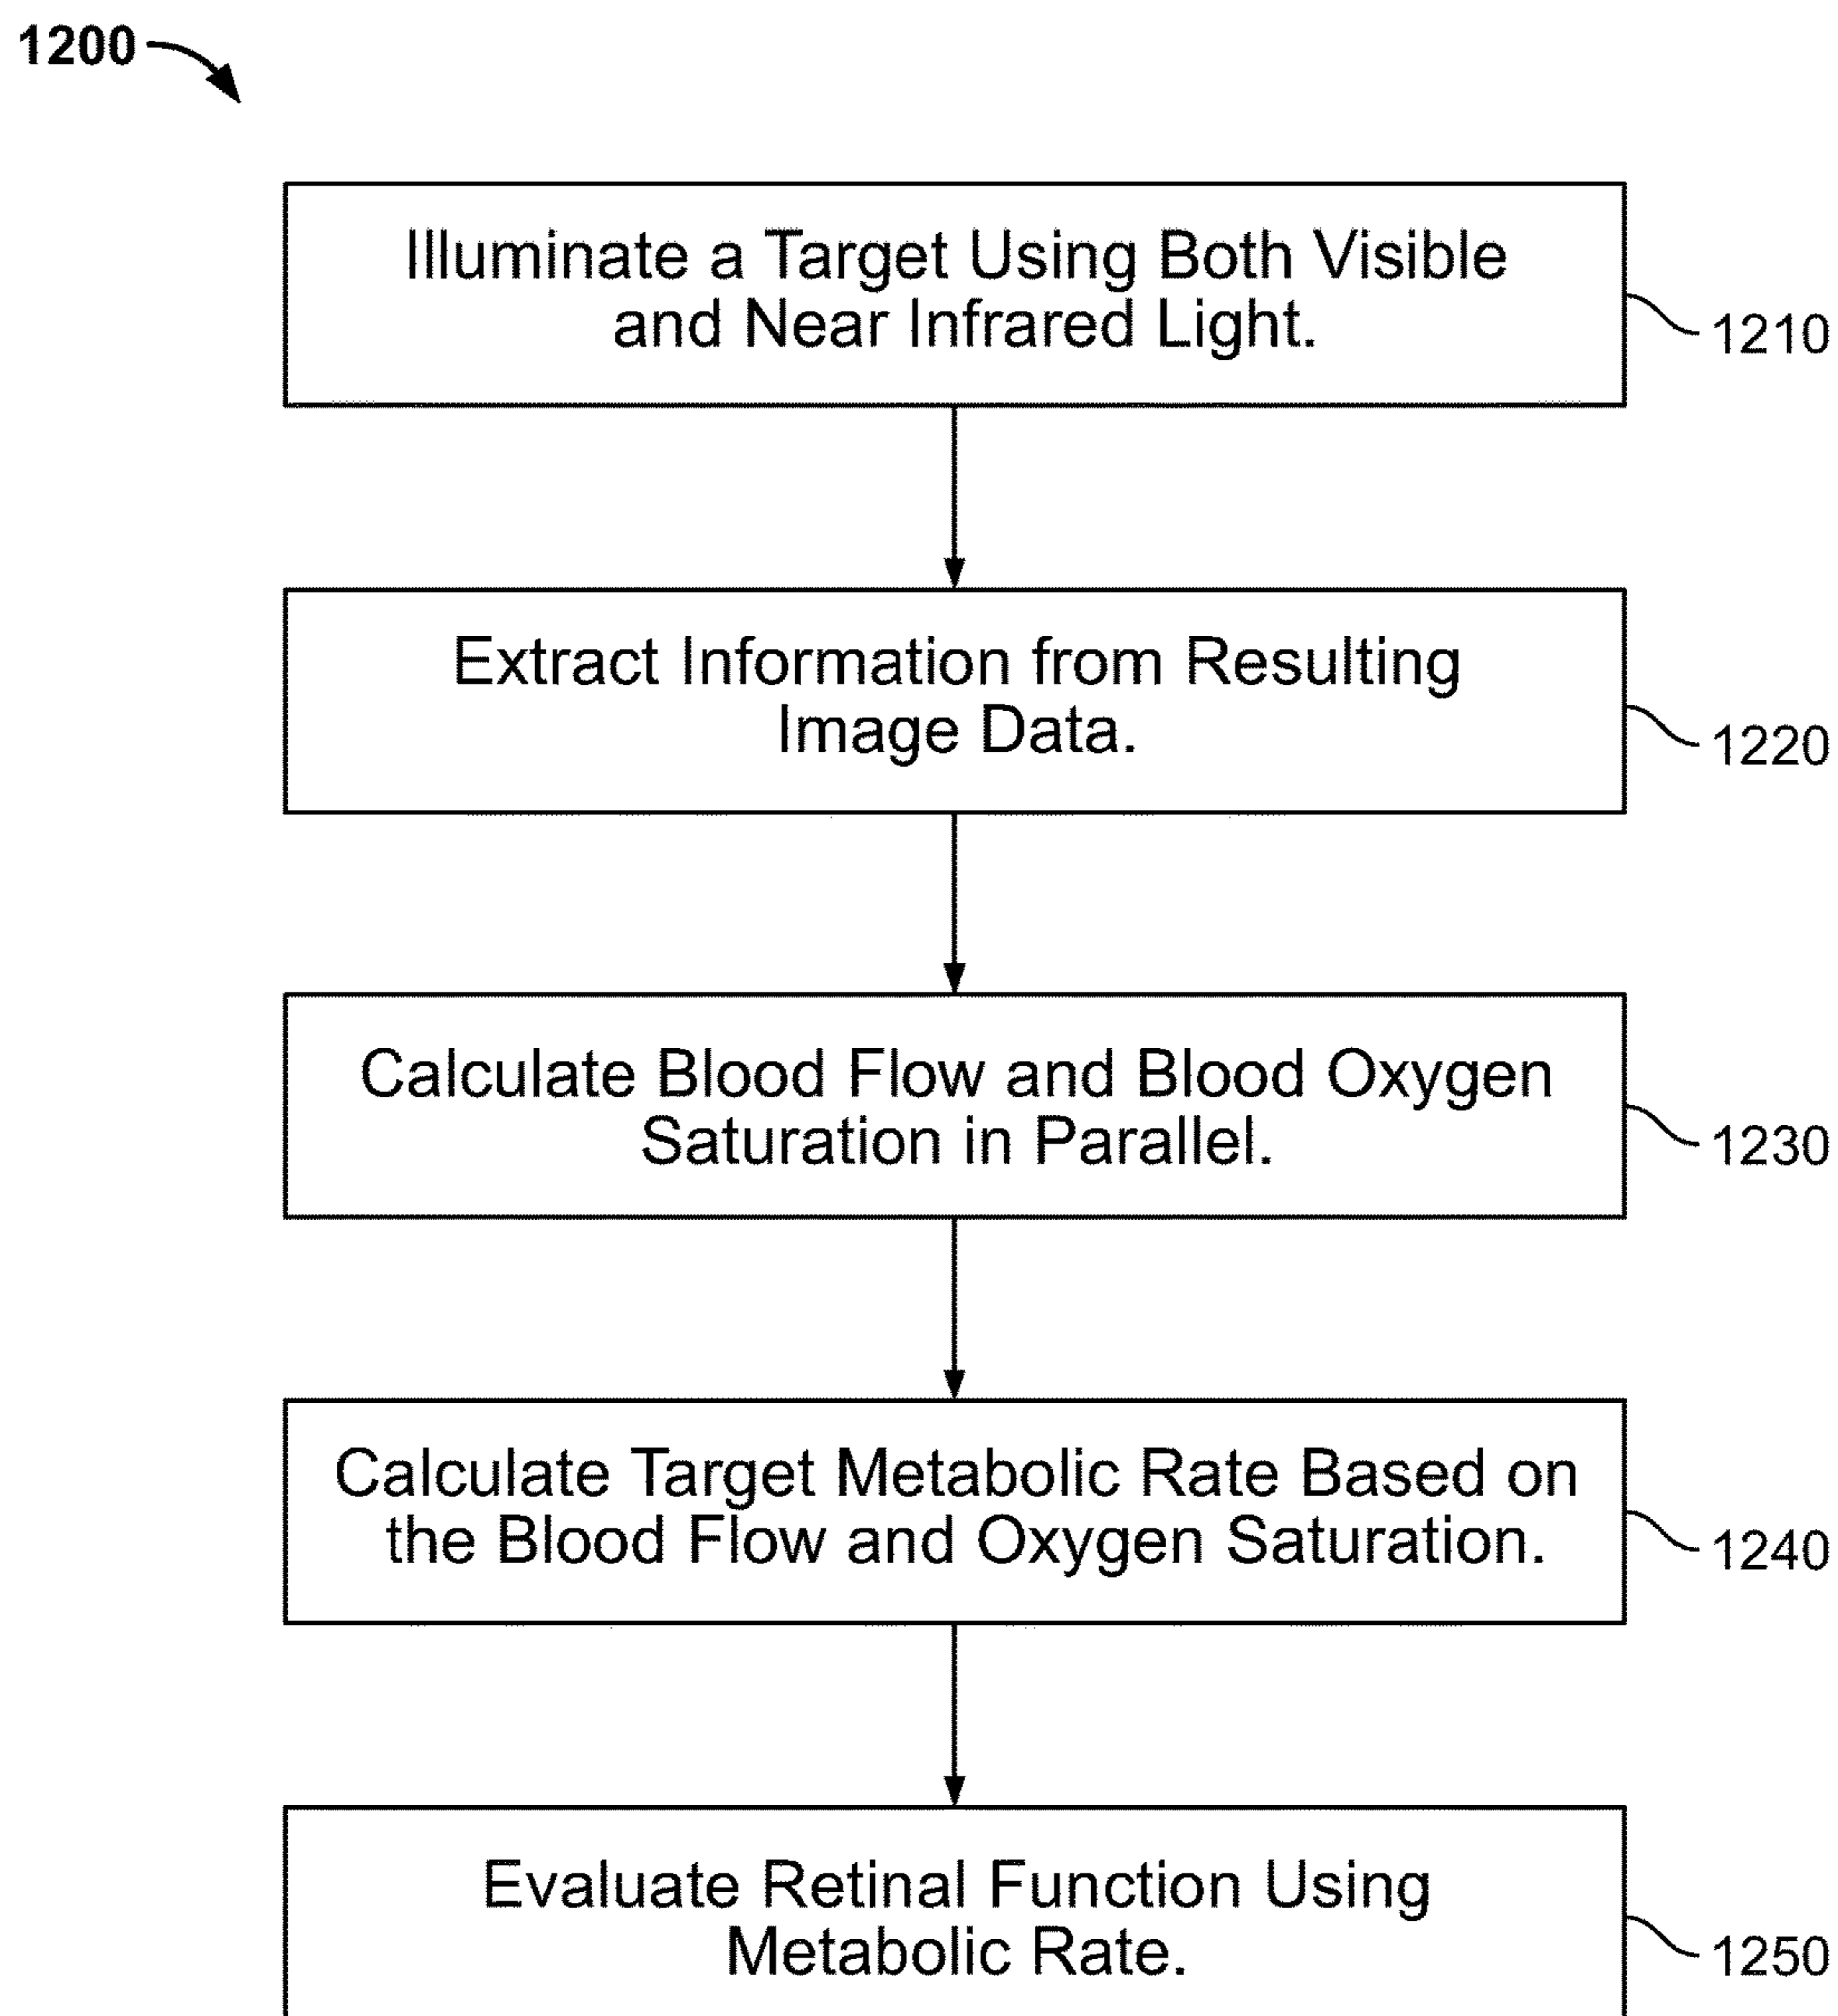 1200
Illuminate a Target Using Both Visible
and Near Infrared Light.
1210
Extract Information from Resulting
Image Data.
1220
Calculate Blood Flow and Blood Oxygen
Saturation in Parallel.
1230
Calculate Target Metabolic Rate Based on
the Blood Flow and Oxygen Saturation.
1240
Evaluate Retinal Function Using
Metabolic Rate.
1250